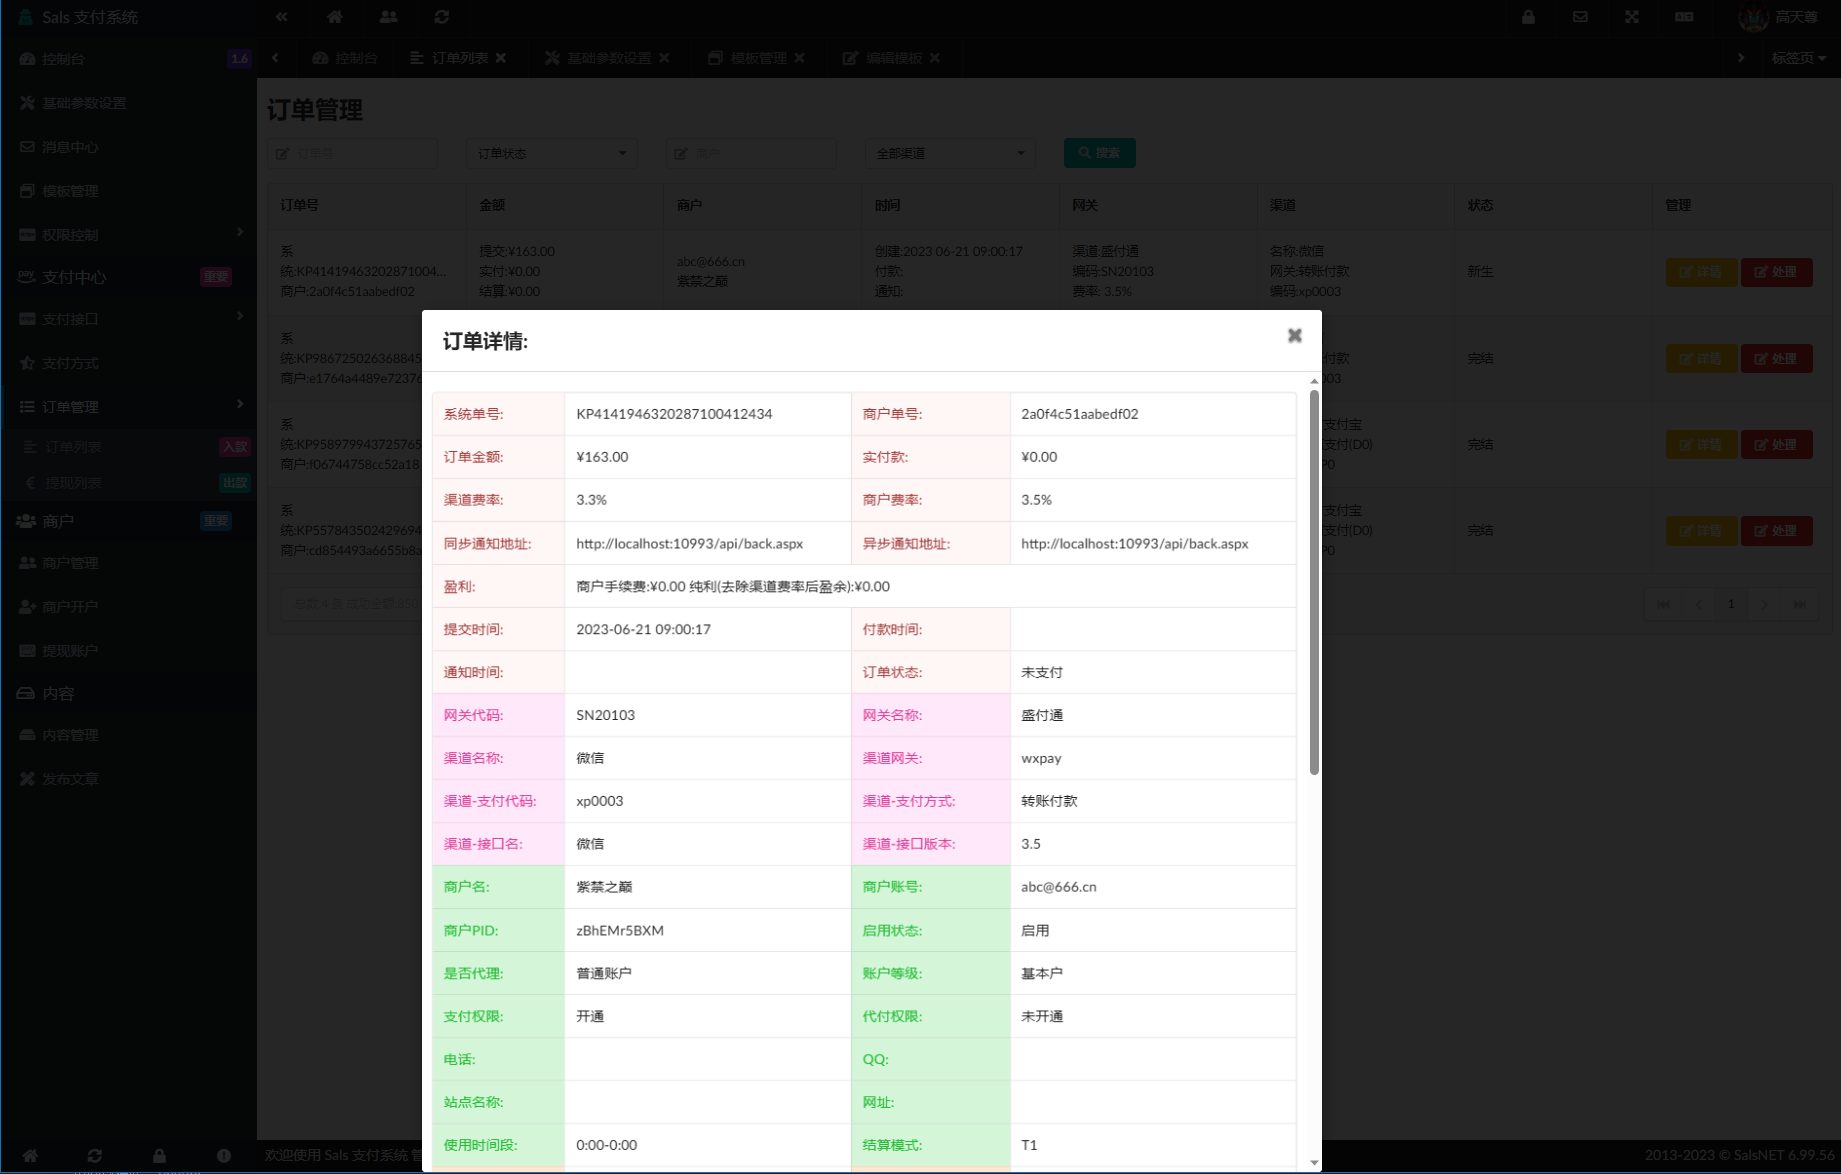 Sals 支付系统
高天尊
控制台
1.6
控制台
订单列表
基础参数设置
模板管理
编辑模板
标签页
基础参数设置
消息中心
模板管理
权限控制
支付中心
重要
支付接口
支付方式
订单管理
订单列表
入款
提现列表
出款
商户
重要
商户管理
商户开户
提现账户
内容
内容管理
发布文章
订单管理
订单号
订单状态
商户
全部渠道
搜索
订单号
金额
商户
时间
网关
渠道
状态
管理
系
统:KP41419463202871004...
商户:2a0f4c51aabedf02
提交:¥163.00
实付:¥0.00
结算:¥0.00
abc@666.cn
紫禁之巅
创建:2023 06-21 09:00:17
付款:
通知:
渠道:盛付通
编码:SN20103
费率: 3.5%
名称:微信
网关:转账付款
编码:xp0003
新生
详情
处理
系
统:KP986725026368845
商户:e1764a4489e7237
付款
003
完结
详情
处理
系
统:KP958979943725765
商户:f06744758cc52a18
支付宝
支付(D0)
P0
完结
详情
处理
系
统:KP557843502429694
商户:cd854493a6655b8a
支付宝
支付(D0)
P0
完结
详情
处理
1
订单详情:
系统单号: KP4141946320287100412434 商户单号: 2a0f4c51aabedf02
订单金额: ¥163.00 实付款: ¥0.00
渠道费率: 3.3% 商户费率: 3.5%
同步通知地址: http://localhost:10993/api/back.aspx 异步通知地址: http://localhost:10993/api/back.aspx
盈利: 商户手续费:¥0.00 纯利(去除渠道费率后盈余):¥0.00
提交时间: 2023-06-21 09:00:17 付款时间:
通知时间: 订单状态: 未支付
网关代码: SN20103 网关名称: 盛付通
渠道名称: 微信 渠道网关: wxpay
渠道-支付代码: xp0003 渠道-支付方式: 转账付款
渠道-接口名: 微信 渠道-接口版本: 3.5
商户名: 紫禁之巅 商户账号: abc@666.cn
商户PID: zBhEMr5BXM 启用状态: 启用
是否代理: 普通账户 账户等级: 基本户
支付权限: 开通 代付权限: 未开通
电话: QQ:
站点名称: 网址:
使用时间段: 0:00-0:00 结算模式: T1
欢迎使用 Sals 支付系统 管
2013-2023 © SalsNET 6.99.56